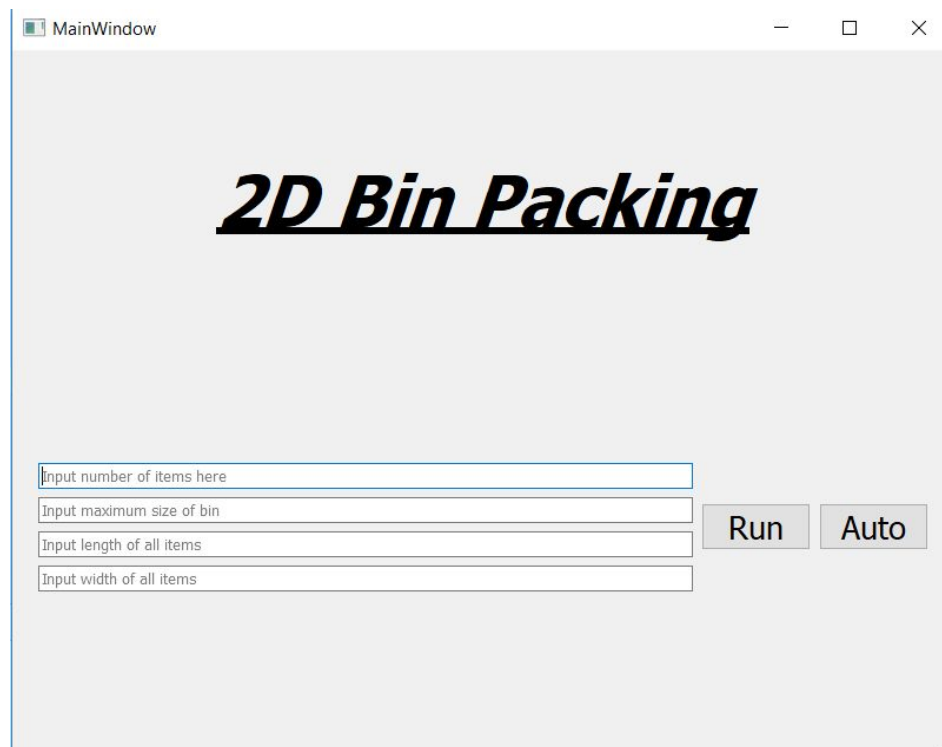 MainWindow
2D Bin Packing
Input number of items here
Input maximum size of bin
Input length of all items
Input width of all items
Run
Auto